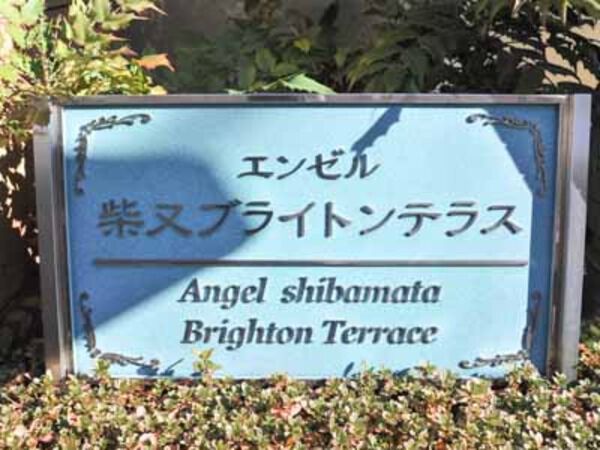 エンゼル
柴又ブライトンテラス
Angel shibamata
Brighton Terrace